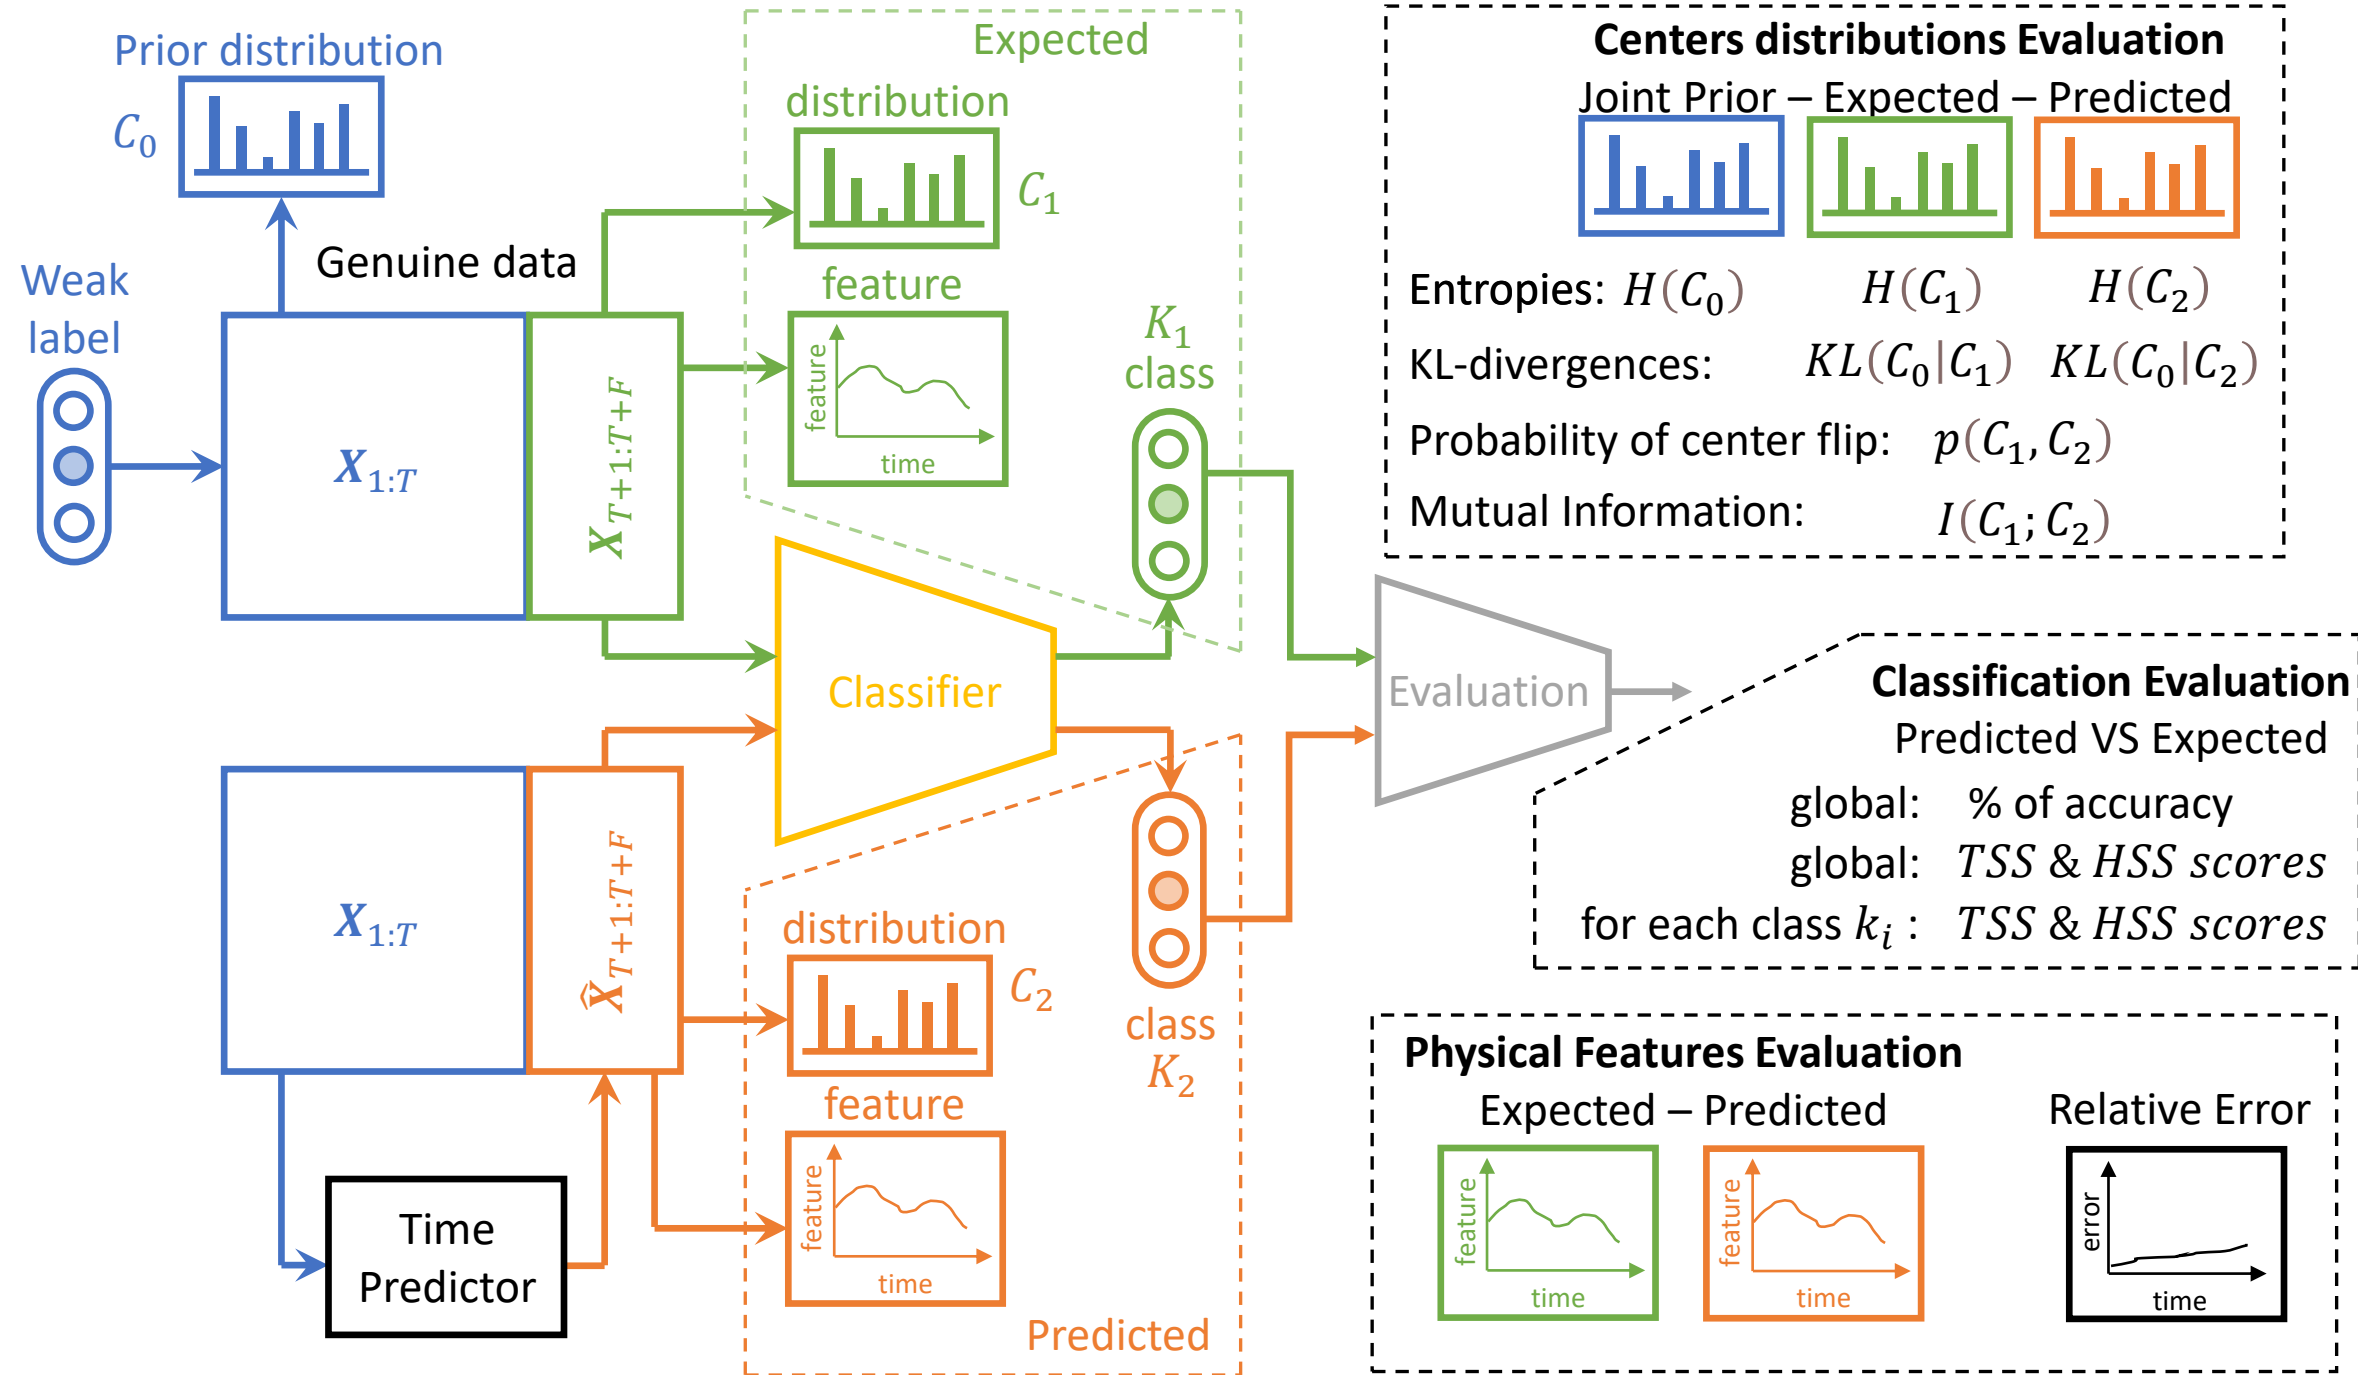 Prior distribution
C₀
Weak
label
Genuine data
X₁:T
X T+1:T+F
Expected
distribution
C₁
feature
feature
time
K₁
class
Classifier
Evaluation
X₁:T
X̂ T+1:T+F
Time
Predictor
distribution
C₂
feature
feature
time
class
K₂
Predicted
Centers distributions Evaluation
Joint Prior – Expected – Predicted
Entropies: H(C₀) H(C₁) H(C₂)
KL-divergences: KL(C₀|C₁) KL(C₀|C₂)
Probability of center flip: p(C₁, C₂)
Mutual Information: I(C₁; C₂)
Classification Evaluation
Predicted VS Expected
global: % of accuracy
global: TSS & HSS scores
for each class kᵢ : TSS & HSS scores
Physical Features Evaluation
Expected – Predicted
Relative Error
feature
time
feature
time
error
time